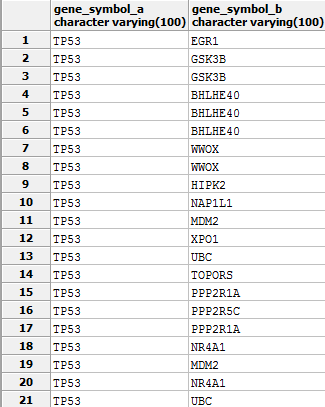 gene_symbol_a gene_symbol_b
character varying(100) character varying(100)
1 TP53 EGR1
2 TP53 GSK3B
3 TP53 GSK3B
4 TP53 BHLHE40
5 TP53 BHLHE40
6 TP53 BHLHE40
7 TP53 WWOX
8 TP53 WWOX
9 TP53 HIPK2
10 TP53 NAP1L1
11 TP53 MDM2
12 TP53 XPO1
13 TP53 UBC
14 TP53 TOPORS
15 TP53 PPP2R1A
16 TP53 PPP2R5C
17 TP53 PPP2R1A
18 TP53 NR4A1
19 TP53 MDM2
20 TP53 NR4A1
21 TP53 UBC